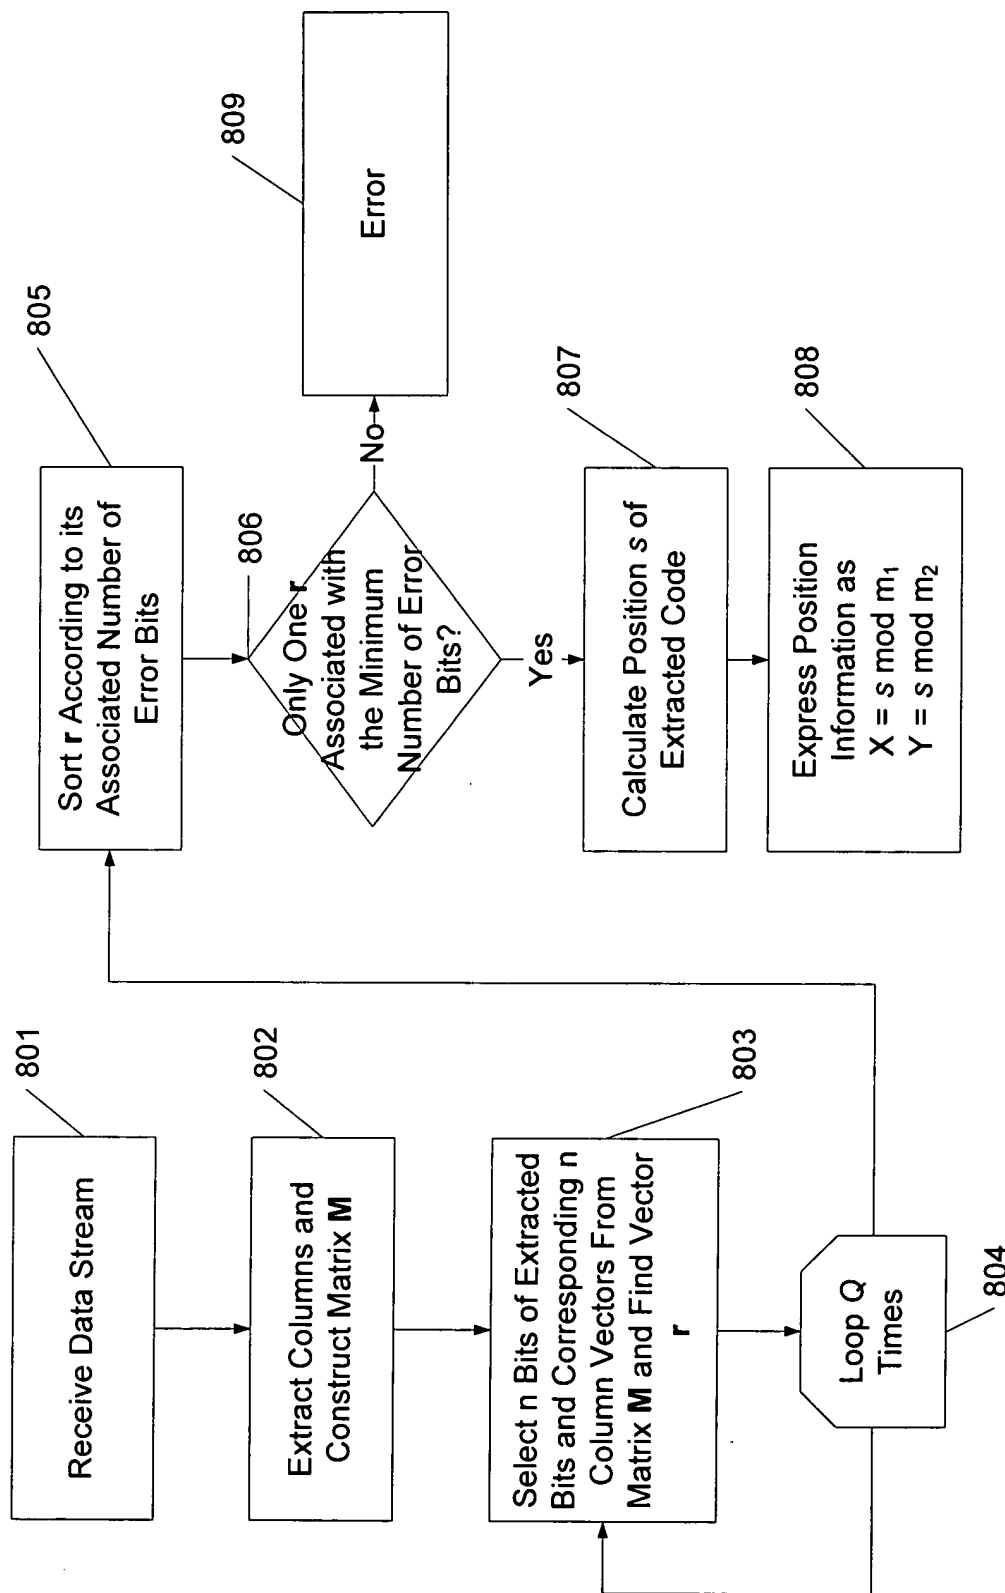 801
Receive Data Stream
802
Extract Columns and
Construct Matrix M
803
Select n Bits of Extracted
Bits and Corresponding n
Column Vectors From
Matrix M and Find Vector
r
Loop Q
Times
804
805
Sort r According to its
Associated Number of
Error Bits
806
Only One r
Associated with
the Minimum
Number of Error
Bits?
No
809
Error
Yes
807
Calculate Position s of
Extracted Code
808
Express Position
Information as
X = s mod m₁
Y = s mod m₂